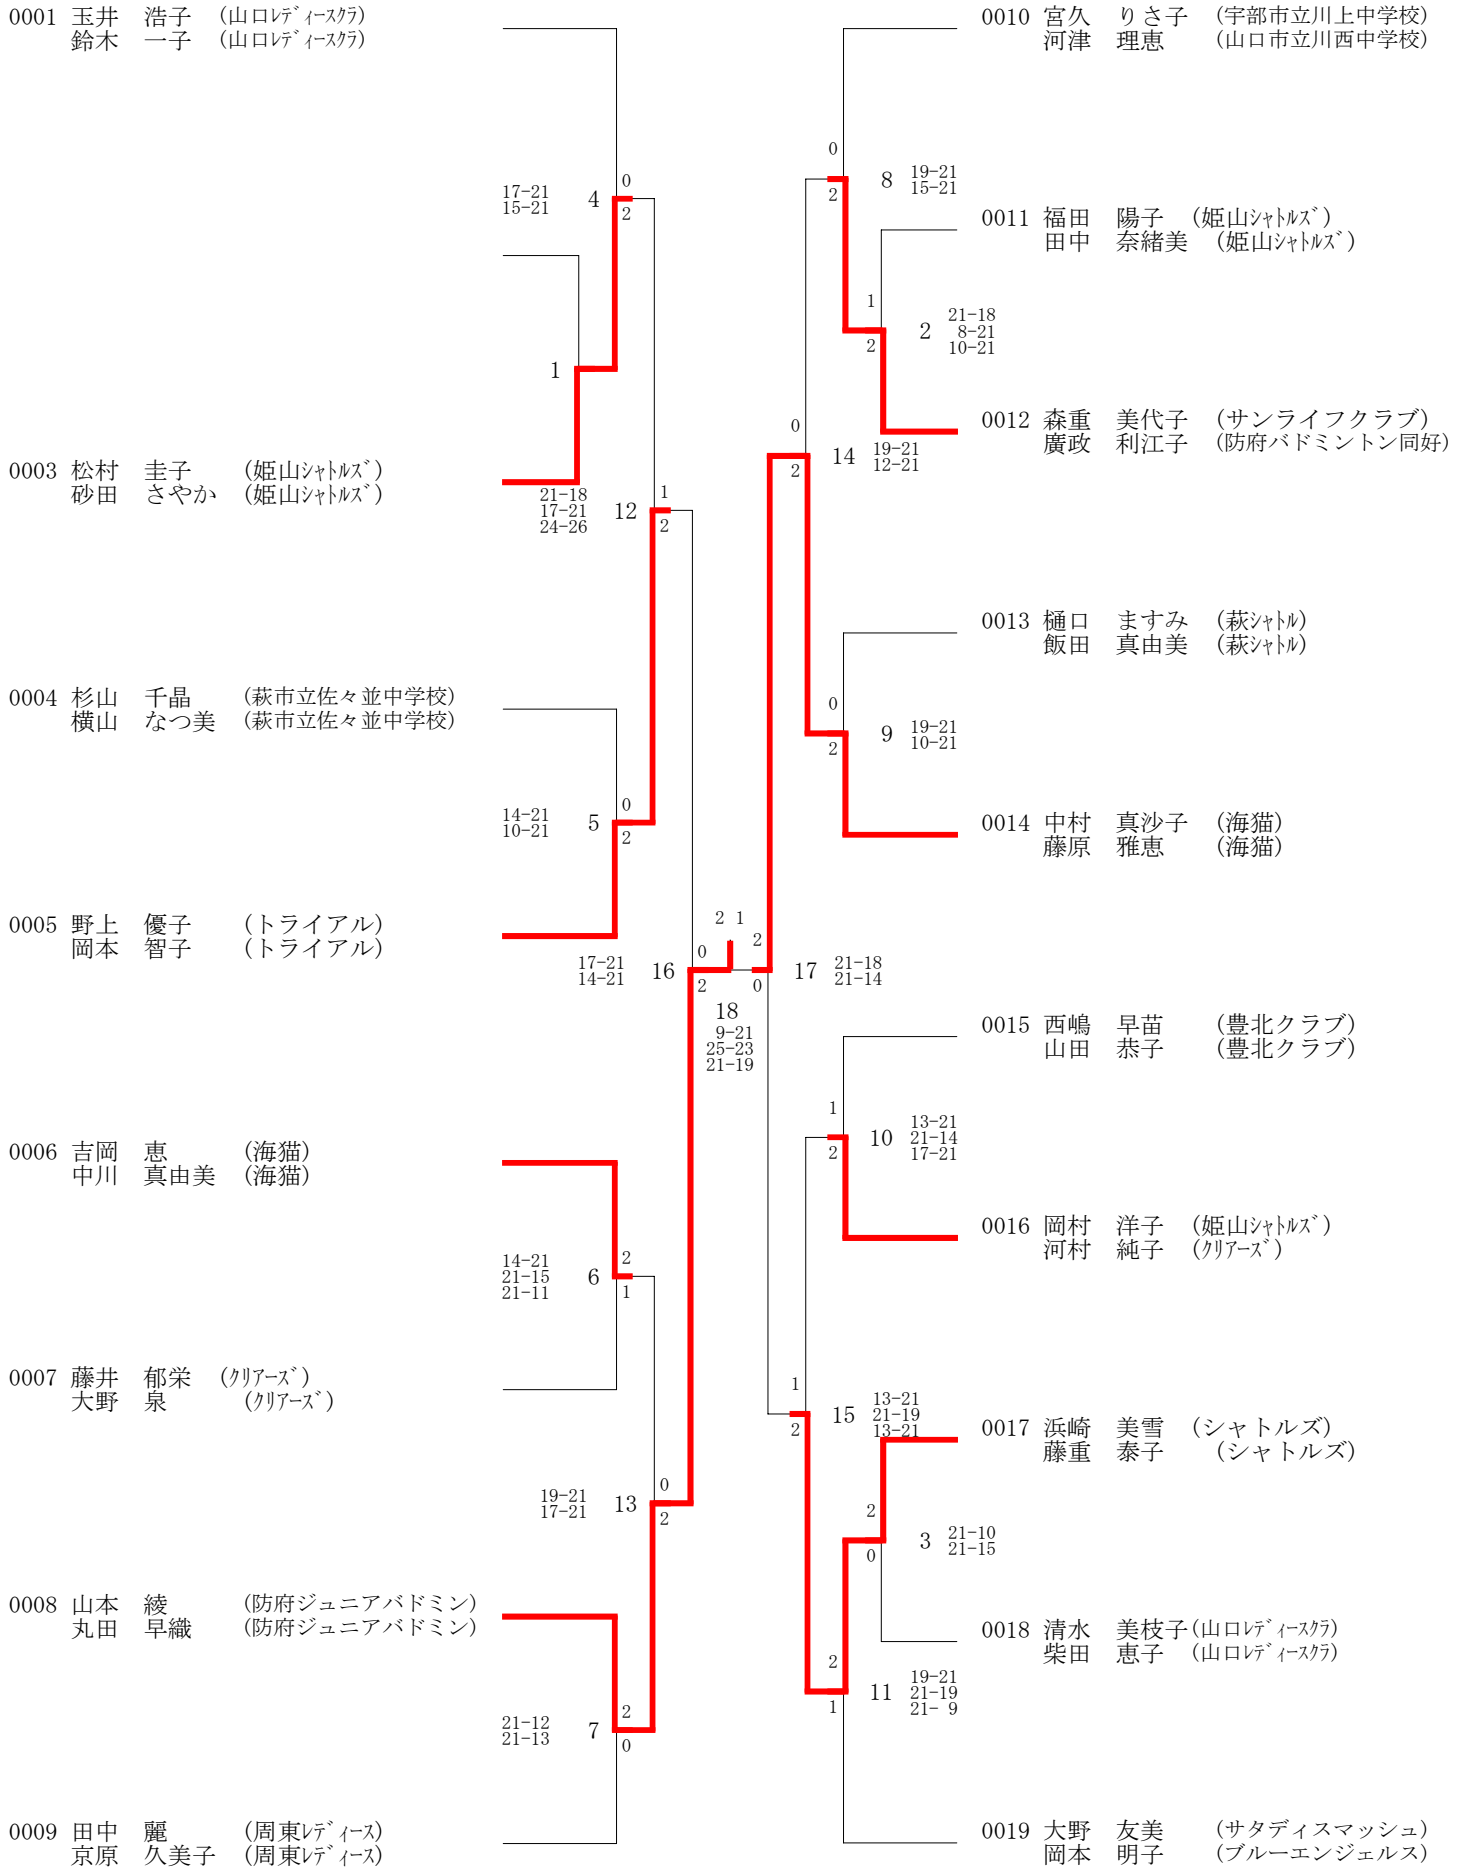 0001 玉井 浩子 (山口ﾚﾃﾞｨｰｽｸﾗ)
鈴木 一子 (山口ﾚﾃﾞｨｰｽｸﾗ)
0
17-21
15-21
4
2
1
0003 松村 圭子 (姫山ｼｬﾄﾙｽﾞ)
砂田 さやか (姫山ｼｬﾄﾙｽﾞ)
21-18
17-21
24-26
12
1
2
0004 杉山 千晶 (萩市立佐々並中学校)
横山 なつ美 (萩市立佐々並中学校)
0
14-21
10-21
5
2
0005 野上 優子 (トライアル)
岡本 智子 (トライアル)
17-21
14-21
16
0
2
2 1
18
9-21
25-23
21-19
0006 吉岡 恵 (海猫)
中川 真由美 (海猫)
14-21
21-15
21-11
6
2
1
0007 藤井 郁栄 (ｸﾘｱｰｽﾞ)
大野 泉 (ｸﾘｱｰｽﾞ)
19-21
17-21
13
0
2
0008 山本 綾 (防府ジュニアバドミン)
丸田 早織 (防府ジュニアバドミン)
21-12
21-13
7
2
0
0009 田中 麗 (周東ﾚﾃﾞｨｰｽ)
京原 久美子 (周東ﾚﾃﾞｨｰｽ)
0010 宮久 りさ子 (宇部市立川上中学校)
河津 理恵 (山口市立川西中学校)
0
2
8
19-21
15-21
0011 福田 陽子 (姫山ｼｬﾄﾙｽﾞ)
田中 奈緒美 (姫山ｼｬﾄﾙｽﾞ)
1
2
2
21-18
8-21
10-21
0012 森重 美代子 (サンライフクラブ)
廣政 利江子 (防府バドミントン同好)
0
2
14
19-21
12-21
0013 樋口 ますみ (萩ｼｬﾄﾙ)
飯田 真由美 (萩ｼｬﾄﾙ)
0
2
9
19-21
10-21
0014 中村 真沙子 (海猫)
藤原 雅恵 (海猫)
2
0
17
21-18
21-14
0015 西嶋 早苗 (豊北クラブ)
山田 恭子 (豊北クラブ)
1
2
10
13-21
21-14
17-21
0016 岡村 洋子 (姫山ｼｬﾄﾙｽﾞ)
河村 純子 (ｸﾘｱｰｽﾞ)
1
2
15
13-21
21-19
13-21
0017 浜崎 美雪 (シャトルズ)
藤重 泰子 (シャトルズ)
2
0
3
21-10
21-15
0018 清水 美枝子(山口ﾚﾃﾞｨｰｽｸﾗ)
柴田 恵子 (山口ﾚﾃﾞｨｰｽｸﾗ)
2
1
11
19-21
21-19
21- 9
0019 大野 友美 (サタディスマッシュ)
岡本 明子 (ブルーエンジェルス)